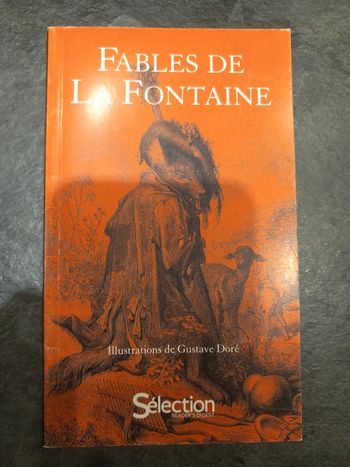 FABLES DE
LA FONTAINE
Illustrations de Gustave Doré
Sélection
READER'S DIGEST